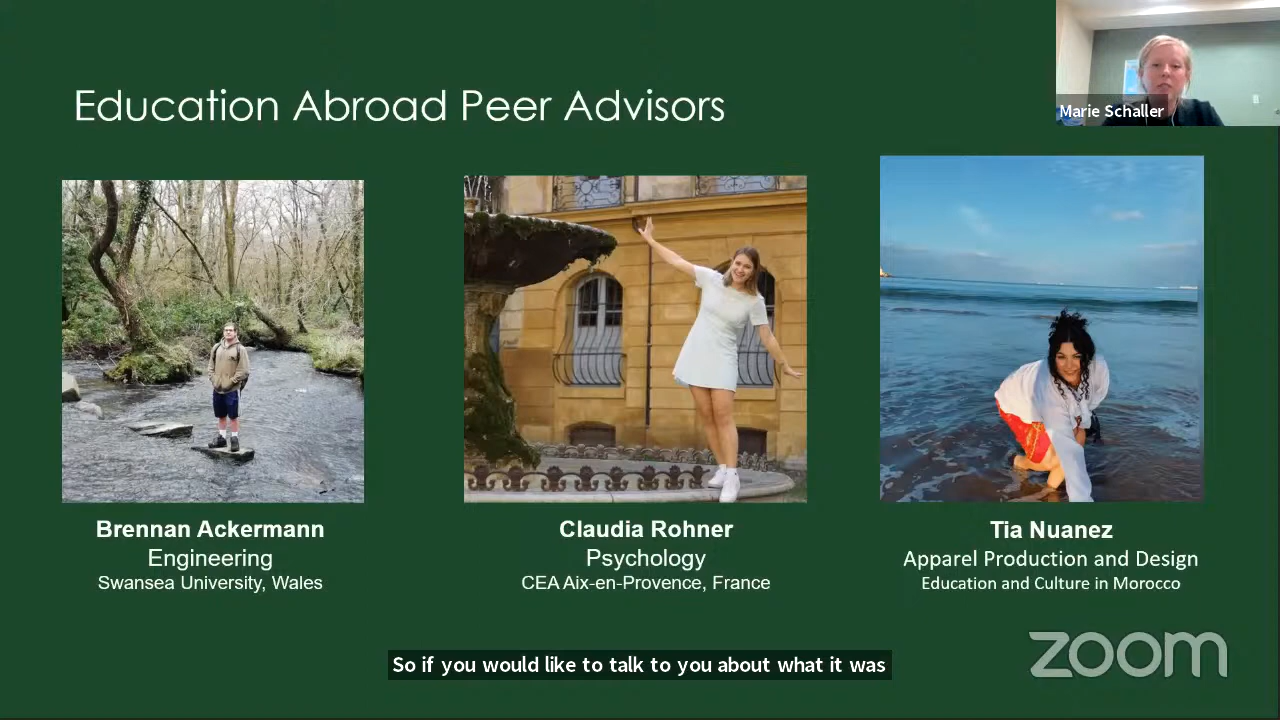 Education Abroad Peer Advisors
Marie Schaller
Brennan Ackermann
Engineering
Swansea University, Wales
Claudia Rohner
Psychology
CEA Aix-en-Provence, France
Tia Nuanez
Apparel Production and Design
Education and Culture in Morocco
So if you would like to talk to you about what it was
zoom